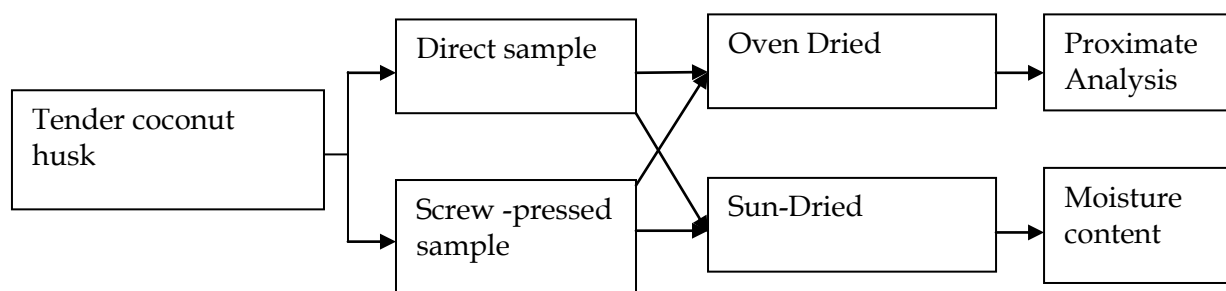 Tender coconut
husk
Direct sample
Screw -pressed
sample
Oven Dried
Sun-Dried
Proximate
Analysis
Moisture
content